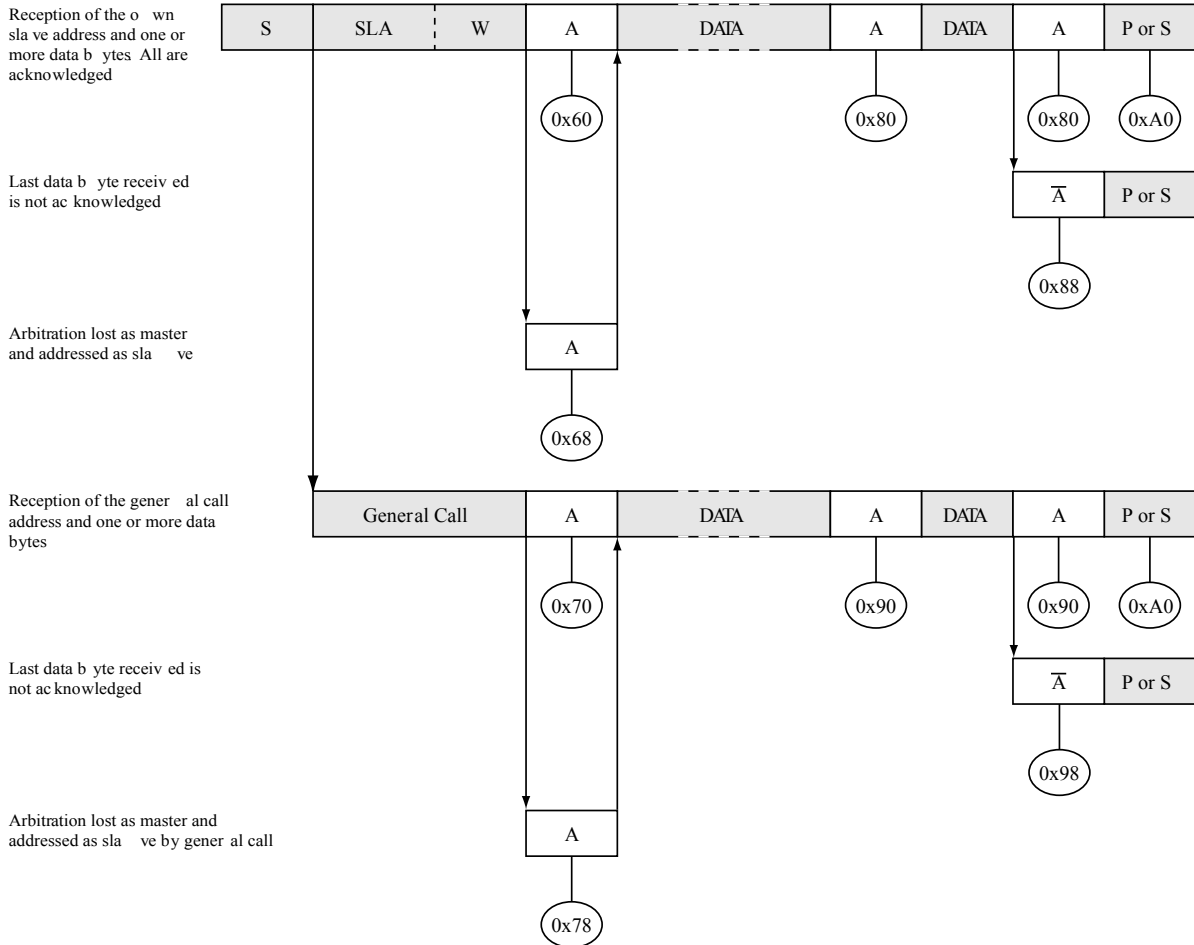 Reception of the o wn
sla ve address and one or
more data b ytes. All are
acknowledged
S SLA W A DATA A DATA A P or S
0x60 0x80 0x80 0xA0
Last data b yte receiv ed
is not ac knowledged
A̅ P or S
0x88
Arbitration lost as master
and addressed as sla ve
A
0x68
Reception of the gener al call
address and one or more data
bytes
General Call A DATA A DATA A P or S
0x70 0x90 0x90 0xA0
Last data b yte receiv ed is
not ac knowledged
A̅ P or S
0x98
Arbitration lost as master and
addressed as sla ve by gener al call
A
0x78